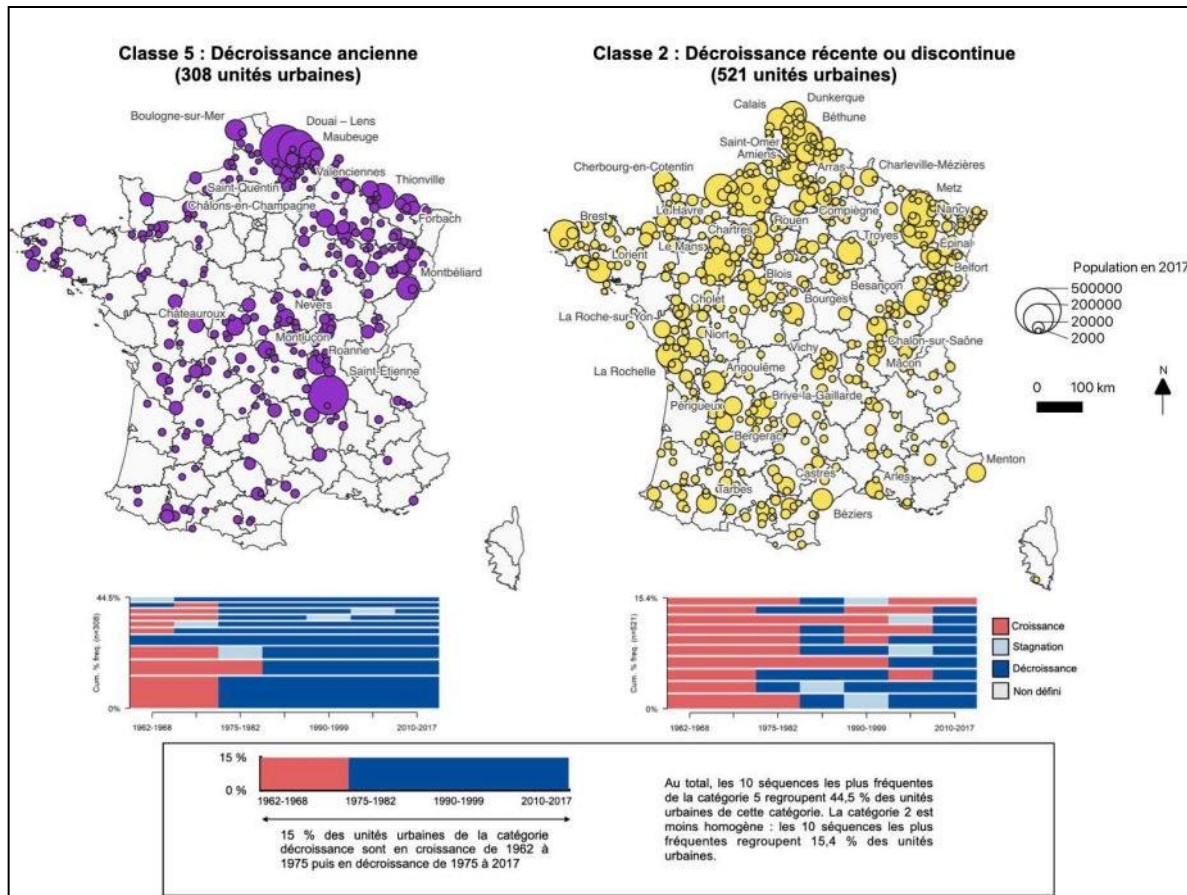 Classe 5 : Décroissance ancienne
(308 unités urbaines)
Boulogne-sur-Mer
Douai – Lens
Maubeuge
Valenciennes
Saint-Quentin
Thionville
Châlons-en-Champagne
Forbach
Montbéliard
Nevers
Châteauroux
Montluçon
Roanne
Saint-Etienne
Classe 2 : Décroissance récente ou discontinue
(521 unités urbaines)
Dunkerque
Calais
Béthune
Saint-Omer
Amiens
Cherbourg-en-Cotentin
Arras
Charleville-Mézières
Metz
Le Havre
Compiègne
Nancy
Brest
Rouen
Chartres
Troyes
Lorient
Le Mans
Epinal
Blois
Belfort
Besançon
Cholet
Bourges
La Roche-sur-Yon
Niort
Chalon-sur-Saône
Vichy
Mâcon
La Rochelle
Angoulême
Périgueux
Brive-la-Gaillarde
Bergerac
Menton
Castres
Arles
Tarbes
Béziers
Population en 2017
500000
200000
20000
2000
0 100 km
N
44.5%
Cum. % freq. (n=308)
0%
1962-1968 1975-1982 1990-1999 2010-2017
15.4%
Cum. % freq. (n=521)
0%
1962-1968 1975-1982 1990-1999 2010-2017
Croissance
Stagnation
Décroissance
Non défini
15 %
0 %
1962-1968 1975-1982 1990-1999 2010-2017
15 % des unités urbaines de la catégorie
décroissance sont en croissance de 1962 à
1975 puis en décroissance de 1975 à 2017
Au total, les 10 séquences les plus fréquentes
de la catégorie 5 regroupent 44,5 % des unités
urbaines de cette catégorie. La catégorie 2 est
moins homogène : les 10 séquences les plus
fréquentes regroupent 15,4 % des unités
urbaines.